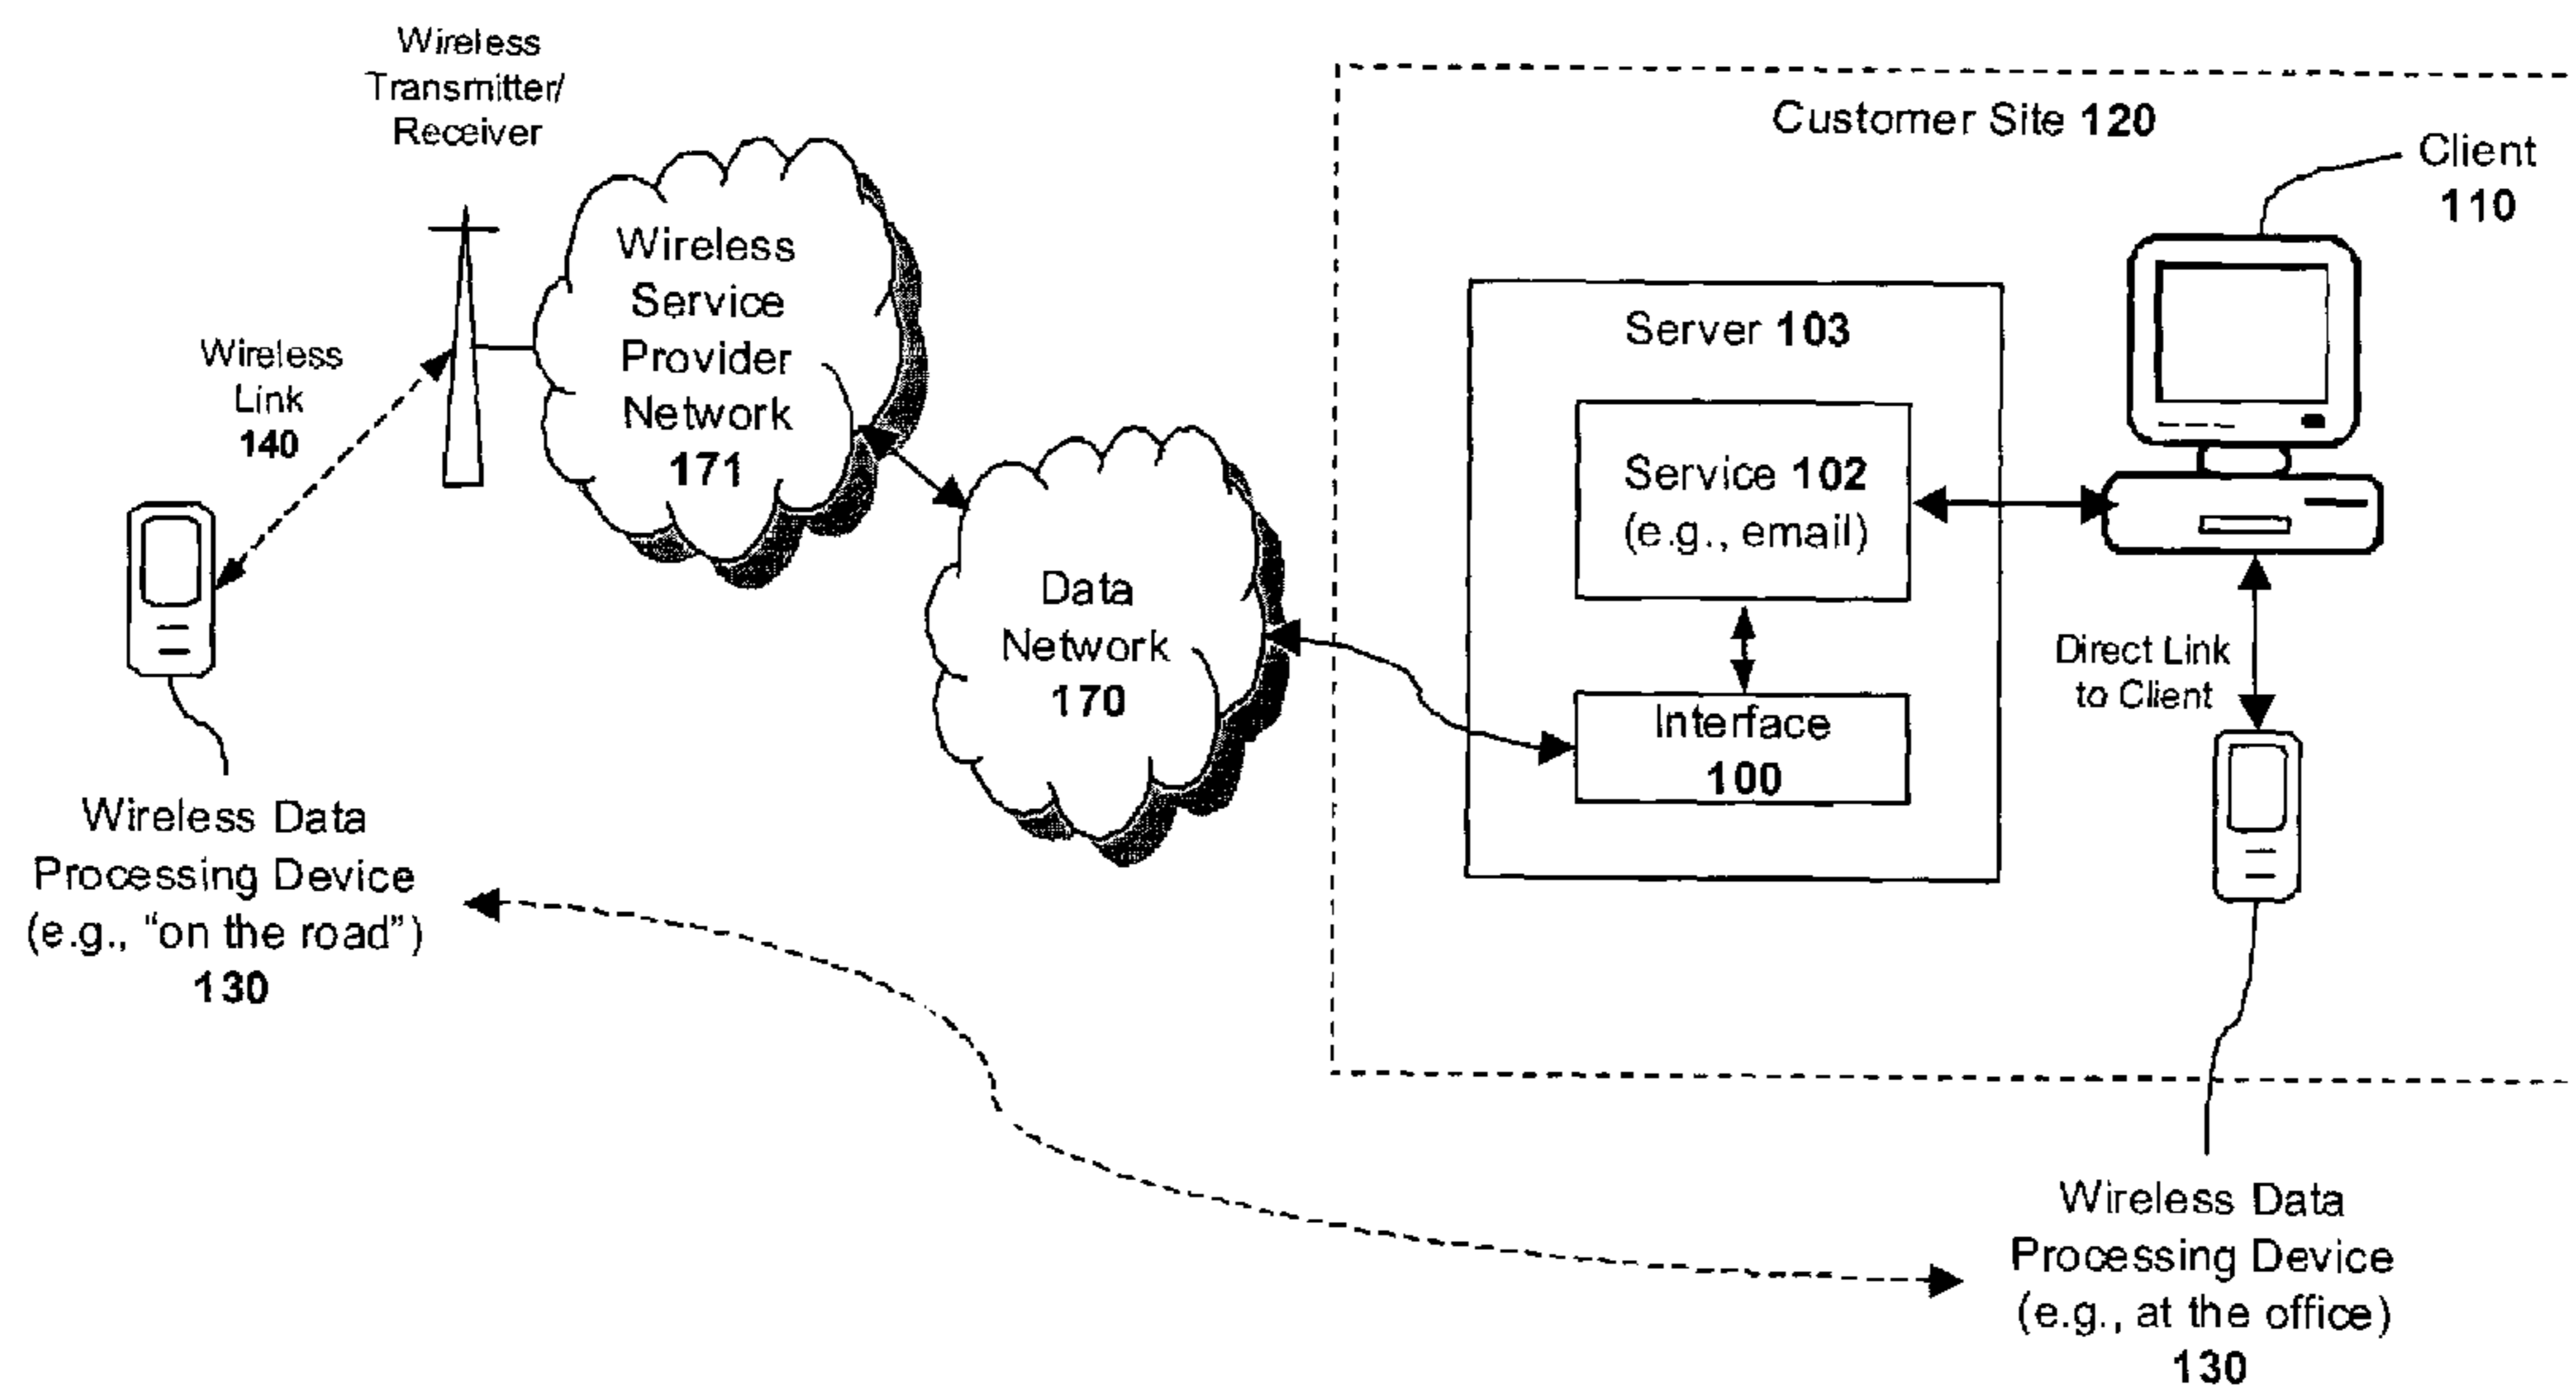 Wireless
Transmitter/
Receiver
Customer Site 120
Client
110
Wireless
Service
Provider
Network
171
Server 103
Wireless
Link
140
Service 102
(e.g., email)
Data
Network
170
Direct Link
to Client
Interface
100
Wireless Data
Processing Device
(e.g., “on the road”)
130
Wireless Data
Processing Device
(e.g., at the office)
130